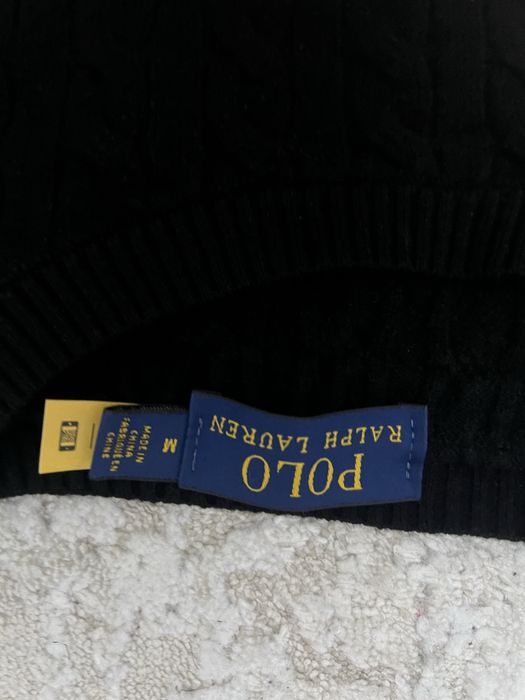 POLO
RALPH LAUREN
M
MADE IN
CHINA
FABRIQUÉ EN
CHINE